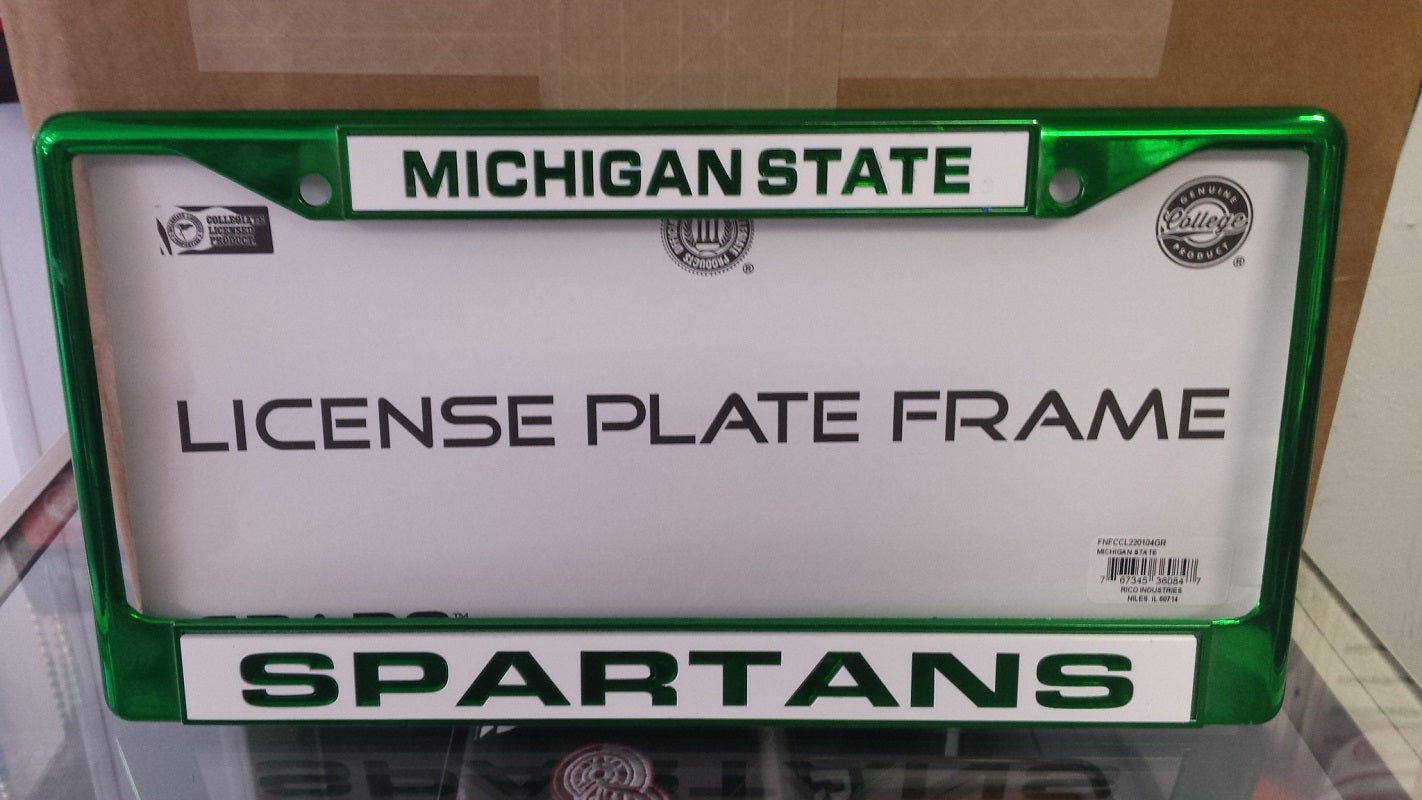 MICHIGAN STATE
COLLEGIATE
LICENSED
PRODUCT
GENUINE
College
PRODUCT
®
®
LICENSE PLATE FRAME
FNFCCL220104GR
MICHIGAN STATE
7 67345 36084 7
RICO INDUSTRIES
NILES, IL 60714
™
SPARTANS